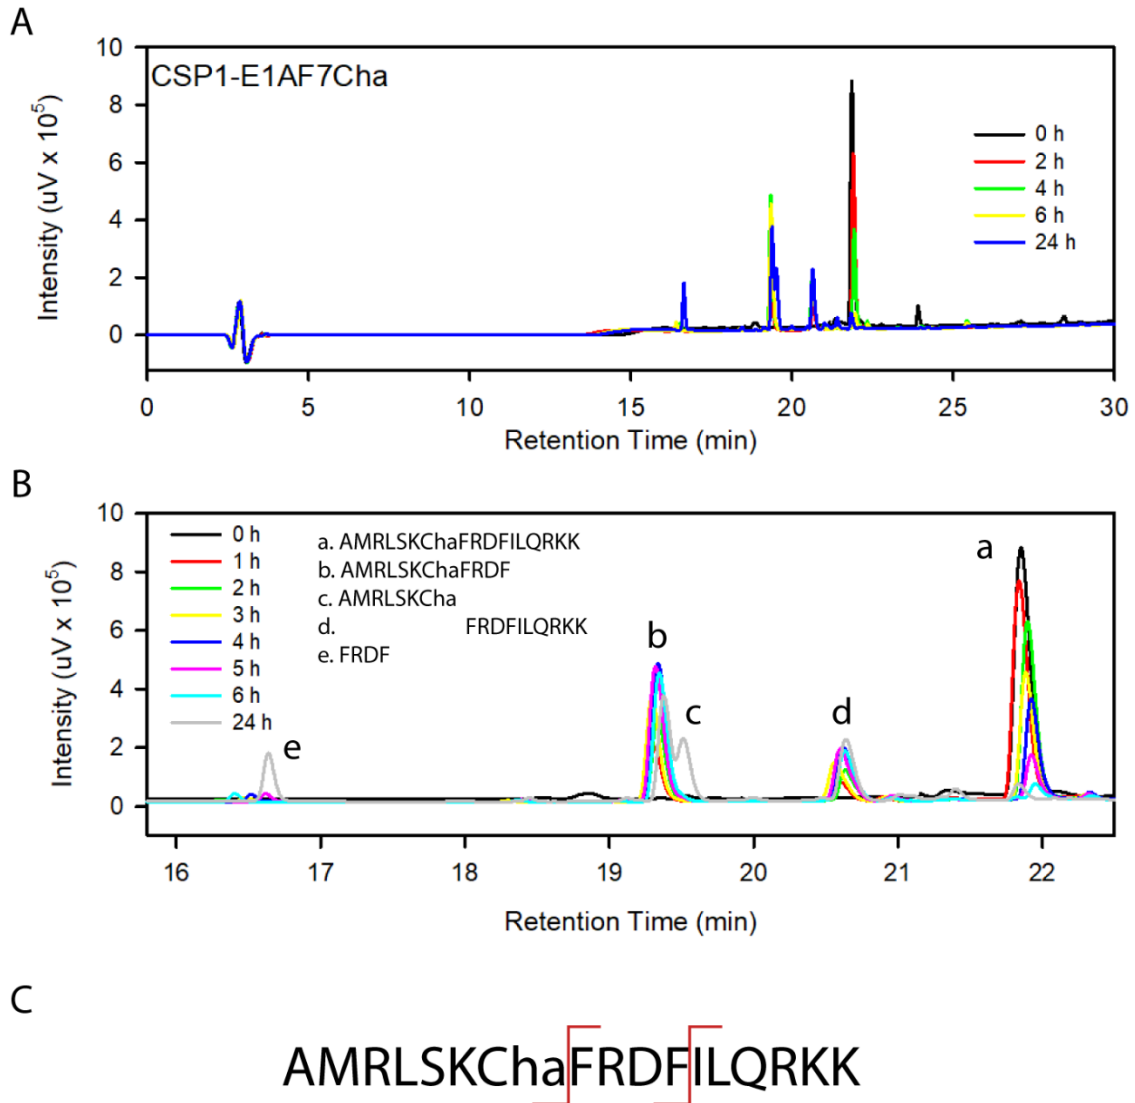 A
CSP1-E1AF7Cha
Intensity (uV x 10⁵)
10
8
6
4
2
0
0 h
2 h
4 h
6 h
24 h
0 5 10 15 20 25 30
Retention Time (min)
B
Intensity (uV x 10⁵)
10
8
6
4
2
0
0 h
1 h
2 h
3 h
4 h
5 h
6 h
24 h
a. AMRLSKChaFRDFILQRKK
b. AMRLSKChaFRDF
c. AMRLSKCha
d. FRDFILQRKK
e. FRDF
a
b
c
d
e
16 17 18 19 20 21 22
Retention Time (min)
C
AMRLSKChaFRDFILQRKK